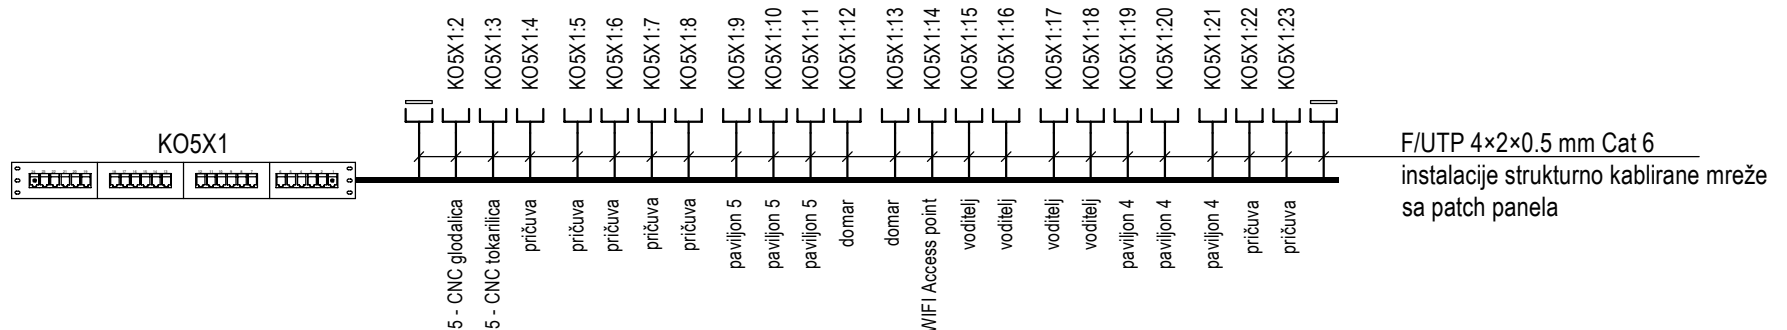 KO5X1:2
KO5X1:3
KO5X1:4
KO5X1:5
KO5X1:6
KO5X1:7
KO5X1:8
KO5X1:9
KO5X1:10
KO5X1:11
KO5X1:12
KO5X1:13
KO5X1:14
KO5X1:15
KO5X1:16
KO5X1:17
KO5X1:18
KO5X1:19
KO5X1:20
KO5X1:21
KO5X1:22
KO5X1:23
KO5X1
F/UTP 4×2×0.5 mm Cat 6
instalacije strukturno kablirane mreže
sa patch panela
5 - CNC glodalica
5 - CNC tokarilica
pričuva
pričuva
pričuva
pričuva
pričuva
paviljon 5
paviljon 5
paviljon 5
domar
domar
WIFI Access point
voditelj
voditelj
voditelj
voditelj
paviljon 4
paviljon 4
paviljon 4
pričuva
pričuva